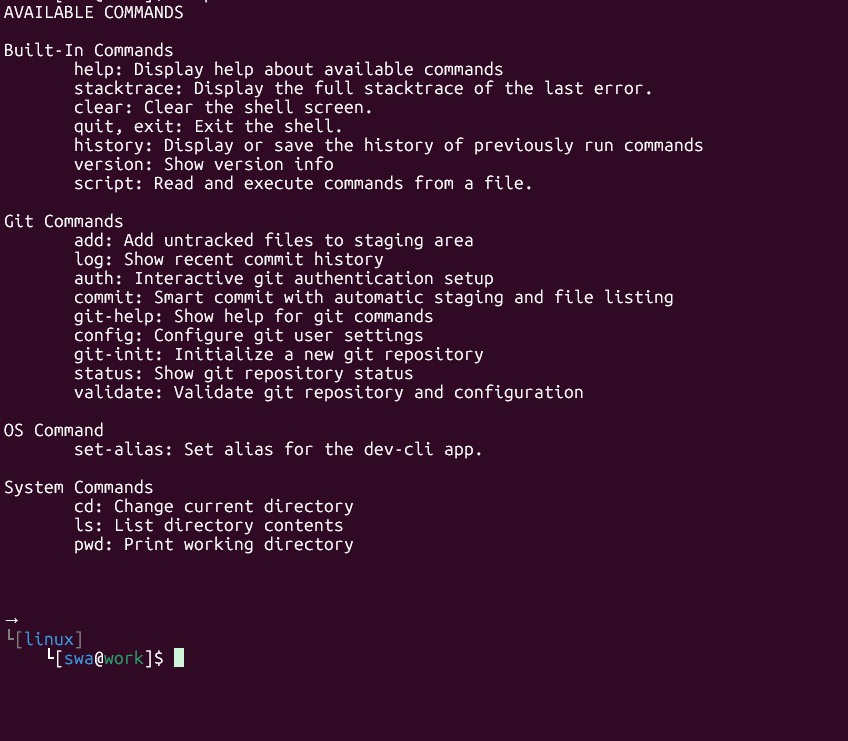 AVAILABLE COMMANDS
Built-In Commands
help: Display help about available commands
stacktrace: Display the full stacktrace of the last error.
clear: Clear the shell screen.
quit, exit: Exit the shell.
history: Display or save the history of previously run commands
version: Show version info
script: Read and execute commands from a file.
Git Commands
add: Add untracked files to staging area
log: Show recent commit history
auth: Interactive git authentication setup
commit: Smart commit with automatic staging and file listing
git-help: Show help for git commands
config: Configure git user settings
git-init: Initialize a new git repository
status: Show git repository status
validate: Validate git repository and configuration
OS Command
set-alias: Set alias for the dev-cli app.
System Commands
cd: Change current directory
ls: List directory contents
pwd: Print working directory
→
└[linux]
└[swa@work]$